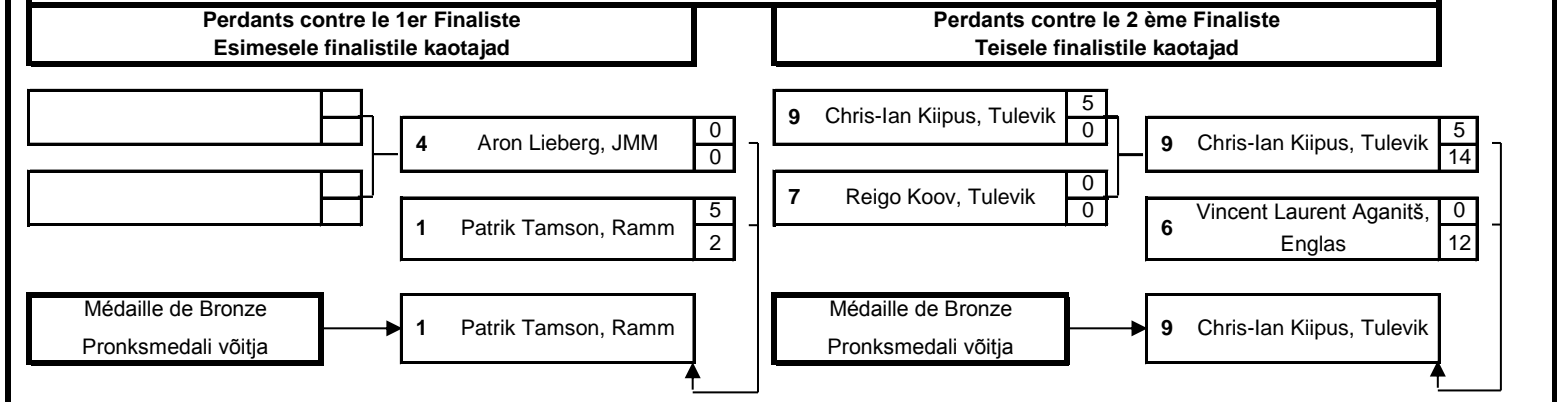 Perdants contre le 1er Finaliste
Esimesele finalistile kaotajad
Perdants contre le 2 ème Finaliste
Teisele finalistile kaotajad
4 Aron Lieberg, JMM 0
0
1 Patrik Tamson, Ramm 5
2
Médaille de Bronze
Pronksmedali võitja
1 Patrik Tamson, Ramm
9 Chris-Ian Kiipus, Tulevik 5
0
7 Reigo Koov, Tulevik 0
0
9 Chris-Ian Kiipus, Tulevik 5
14
6 Vincent Laurent Aganitš, 0
Englas 12
Médaille de Bronze
Pronksmedali võitja
9 Chris-Ian Kiipus, Tulevik